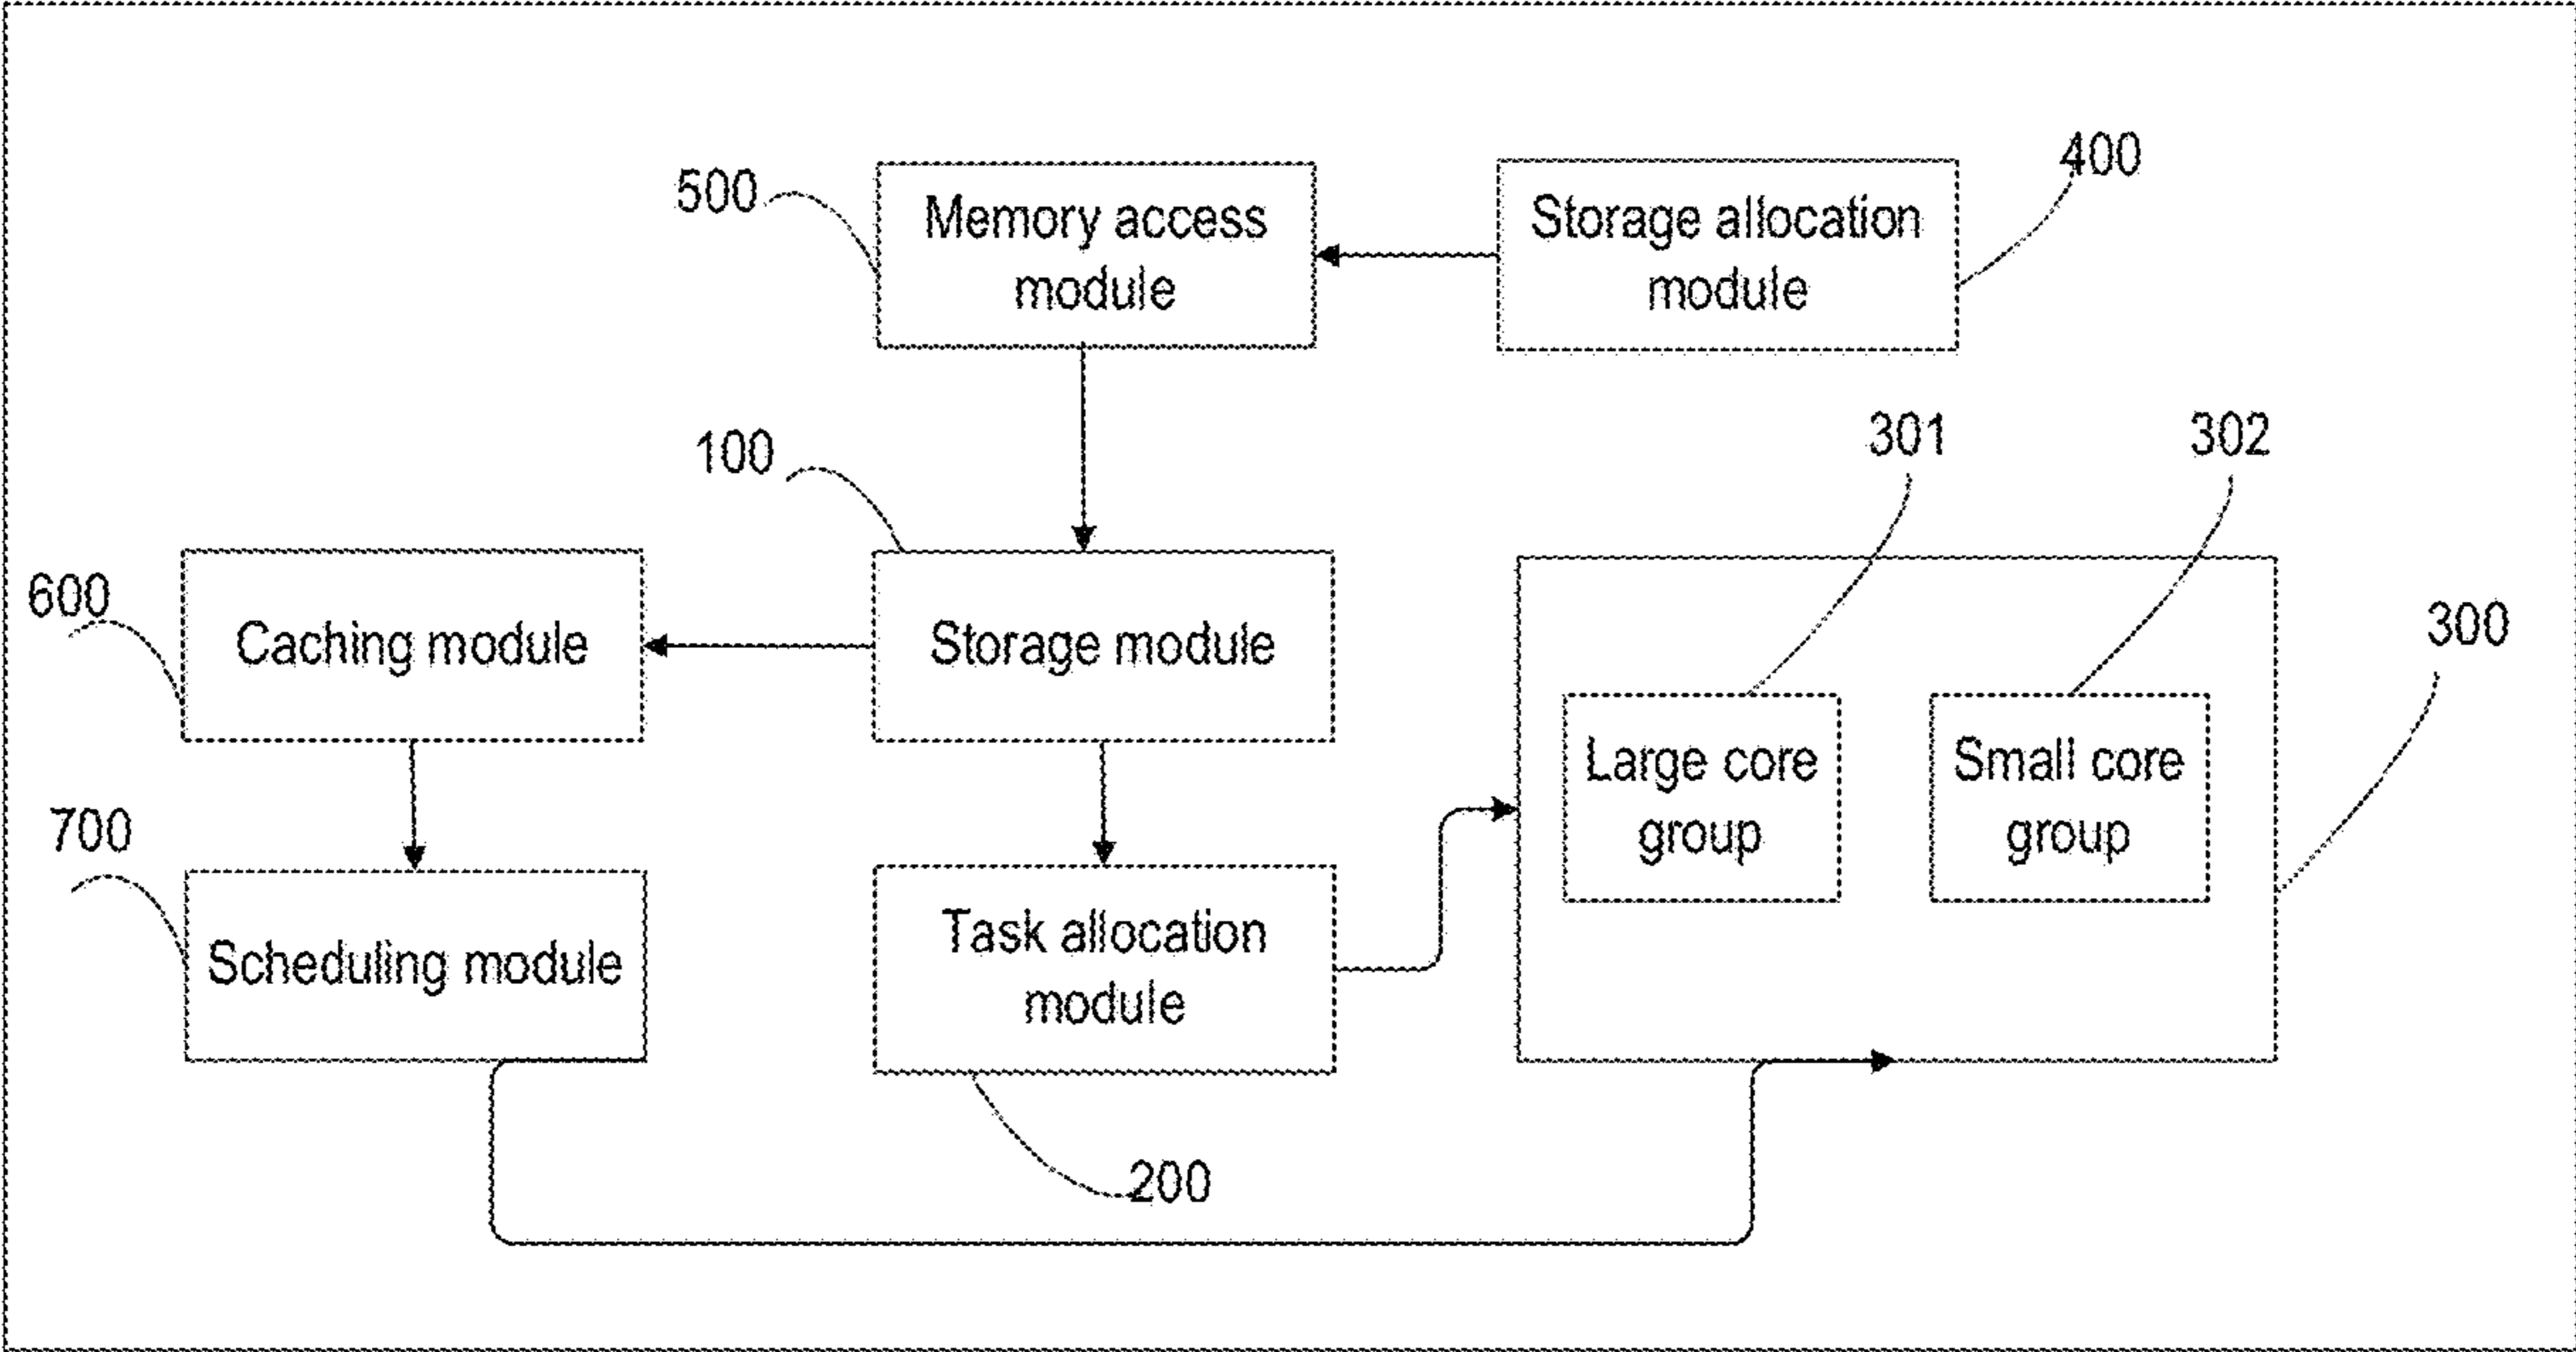 400
500
Memory access
module
Storage allocation
module
100
301
302
600
Caching module
Storage module
300
Large core
group
Small core
group
700
Scheduling module
Task allocation
module
200